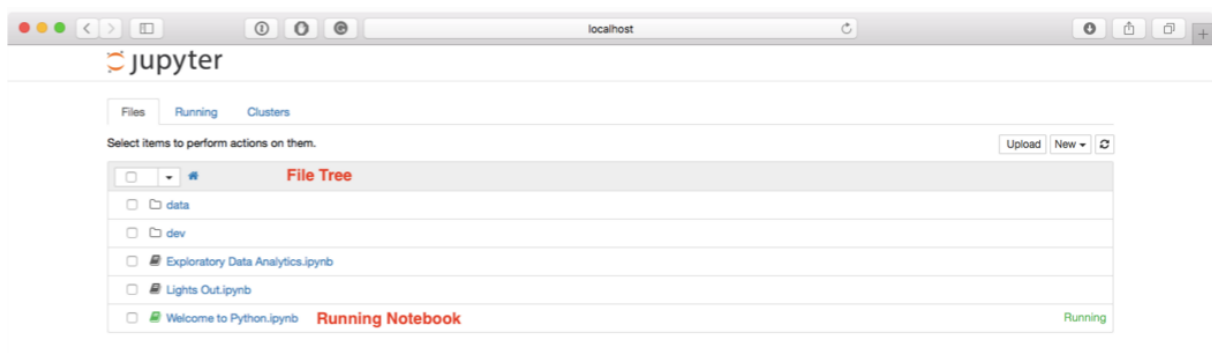 localhost
jupyter
Files Running Clusters
Select items to perform actions on them. Upload New
File Tree
data
dev
Exploratory Data Analytics.ipynb
Lights Out.ipynb
Welcome to Python.ipynb Running Notebook Running